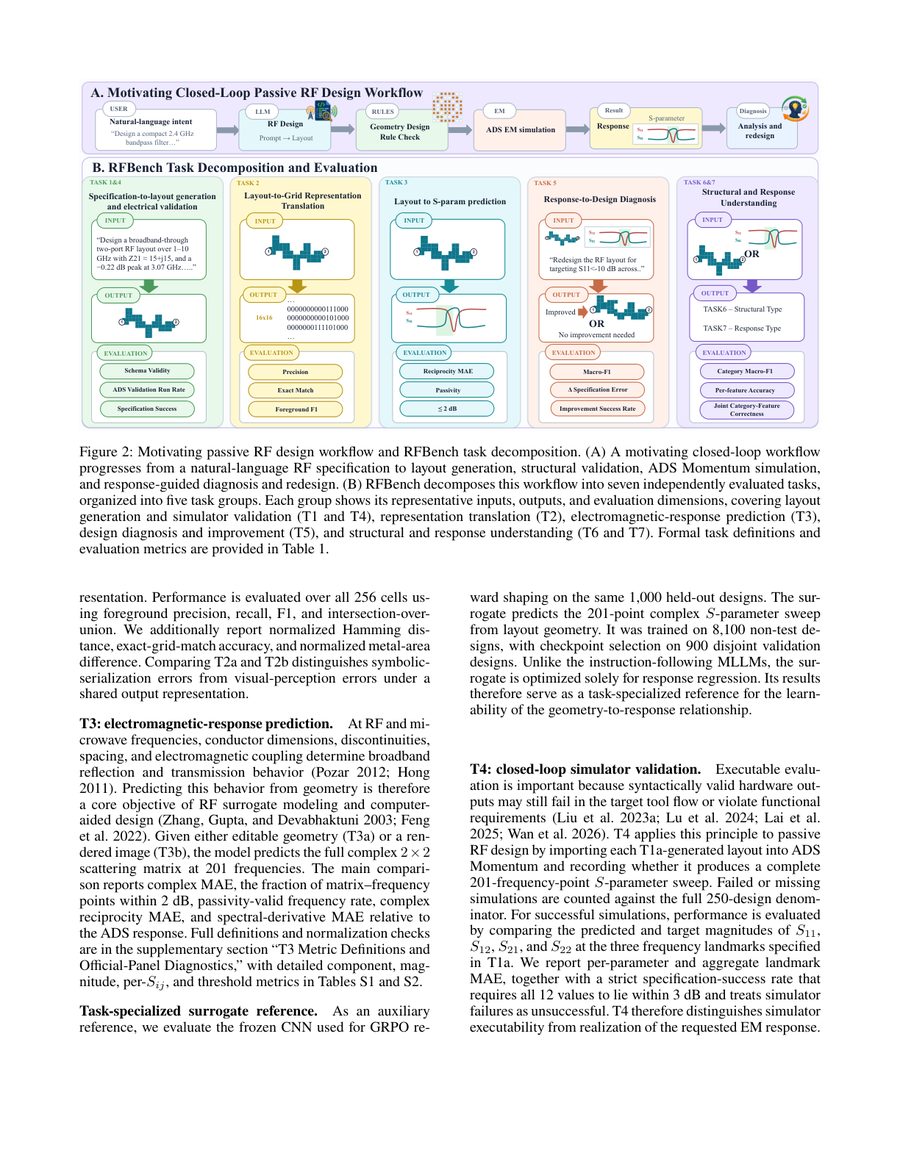 A. Motivating Closed-Loop Passive RF Design Workflow
USER
Natural-language intent
“Design a compact 2.4 GHz
bandpass filter…”
LLM
RF Design
Prompt → Layout
RULES
Geometry Design
Rule Check
EM
ADS EM simulation
Result
Response
S-parameter
Diagnosis
Analysis and
redesign
B. RFBench Task Decomposition and Evaluation
TASK 1&4
Specification-to-layout generation
and electrical validation
INPUT
“Design a broadband-through
two-port RF layout over 1–10
GHz with Z21 ≈ 15+j15, and a
−0.22 dB peak at 3.07 GHz…..”
OUTPUT
EVALUATION
Schema Validity
ADS Validation Run Rate
Specification Success
TASK 2
Layout-to-Grid Representation
Translation
INPUT
OUTPUT
16x16
…
0000000000111000
0000000000101000
0000000111101000
…
EVALUATION
Precision
Exact Match
Foreground F1
TASK 3
Layout to S-param prediction
INPUT
OUTPUT
EVALUATION
Reciprocity MAE
Passivity
≤ 2 dB
TASK 5
Response-to-Design Diagnosis
INPUT
“Redesign the RF layout for
targeting S11<-10 dB across..”
OUTPUT
Improved
OR
No improvement needed
EVALUATION
Macro-F1
Δ Specification Error
Improvement Success Rate
TASK 6&7
Structural and Response
Understanding
INPUT
OR
OUTPUT
TASK6 – Structural Type
TASK7 – Response Type
EVALUATION
Category Macro-F1
Per-feature Accuracy
Joint Category-Feature
Correctness
Figure 2: Motivating passive RF design workflow and RFBench task decomposition. (A) A motivating closed-loop workflow
progresses from a natural-language RF specification to layout generation, structural validation, ADS Momentum simulation,
and response-guided diagnosis and redesign. (B) RFBench decomposes this workflow into seven independently evaluated tasks,
organized into five task groups. Each group shows its representative inputs, outputs, and evaluation dimensions, covering layout
generation and simulator validation (T1 and T4), representation translation (T2), electromagnetic-response prediction (T3),
design diagnosis and improvement (T5), and structural and response understanding (T6 and T7). Formal task definitions and
evaluation metrics are provided in Table 1.
resentation. Performance is evaluated over all 256 cells us-
ing foreground precision, recall, F1, and intersection-over-
union. We additionally report normalized Hamming dis-
tance, exact-grid-match accuracy, and normalized metal-area
difference. Comparing T2a and T2b distinguishes symbolic-
serialization errors from visual-perception errors under a
shared output representation.
T3: electromagnetic-response prediction. At RF and mi-
crowave frequencies, conductor dimensions, discontinuities,
spacing, and electromagnetic coupling determine broadband
reflection and transmission behavior (Pozar 2012; Hong
2011). Predicting this behavior from geometry is therefore
a core objective of RF surrogate modeling and computer-
aided design (Zhang, Gupta, and Devabhaktuni 2003; Feng
et al. 2022). Given either editable geometry (T3a) or a ren-
dered image (T3b), the model predicts the full complex 2 × 2
scattering matrix at 201 frequencies. The main compari-
son reports complex MAE, the fraction of matrix–frequency
points within 2 dB, passivity-valid frequency rate, complex
reciprocity MAE, and spectral-derivative MAE relative to
the ADS response. Full definitions and normalization checks
are in the supplementary section “T3 Metric Definitions and
Official-Panel Diagnostics,” with detailed component, mag-
nitude, per-Sij, and threshold metrics in Tables S1 and S2.
Task-specialized surrogate reference. As an auxiliary
reference, we evaluate the frozen CNN used for GRPO re-
ward shaping on the same 1,000 held-out designs. The sur-
rogate predicts the 201-point complex S-parameter sweep
from layout geometry. It was trained on 8,100 non-test de-
signs, with checkpoint selection on 900 disjoint validation
designs. Unlike the instruction-following MLLMs, the sur-
rogate is optimized solely for response regression. Its results
therefore serve as a task-specialized reference for the learn-
ability of the geometry-to-response relationship.
T4: closed-loop simulator validation. Executable evalu-
ation is important because syntactically valid hardware out-
puts may still fail in the target tool flow or violate functional
requirements (Liu et al. 2023a; Lu et al. 2024; Lai et al.
2025; Wan et al. 2026). T4 applies this principle to passive
RF design by importing each T1a-generated layout into ADS
Momentum and recording whether it produces a complete
201-frequency-point S-parameter sweep. Failed or missing
simulations are counted against the full 250-design denom-
inator. For successful simulations, performance is evaluated
by comparing the predicted and target magnitudes of S11,
S12, S21, and S22 at the three frequency landmarks specified
in T1a. We report per-parameter and aggregate landmark
MAE, together with a strict specification-success rate that
requires all 12 values to lie within 3 dB and treats simulator
failures as unsuccessful. T4 therefore distinguishes simulator
executability from realization of the requested EM response.